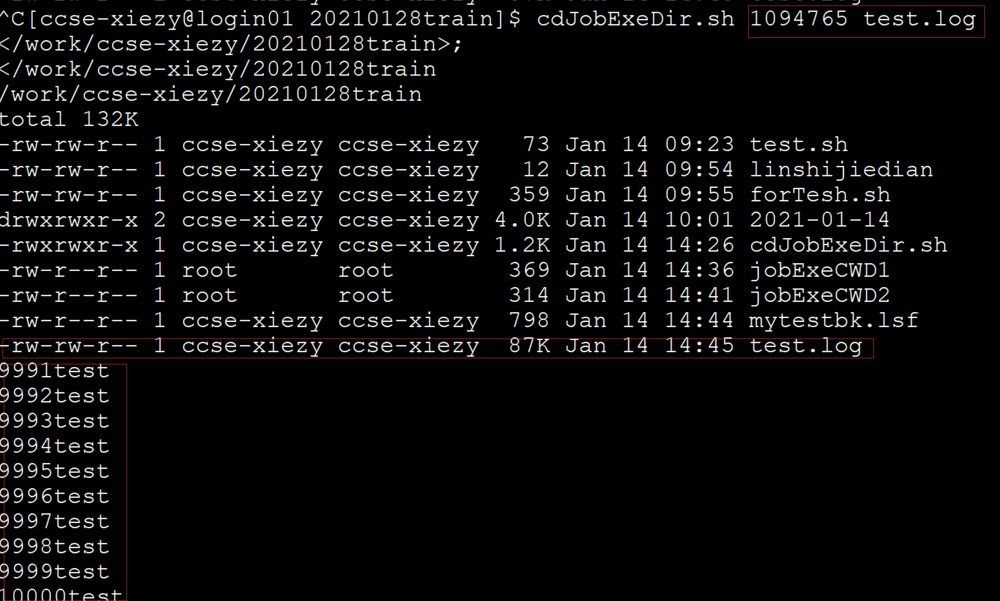 ^C[ccse-xiezy@login01 20210128train]$ cdJobExeDir.sh 1094765 test.log
</work/ccse-xiezy/20210128train>;
</work/ccse-xiezy/20210128train
/work/ccse-xiezy/20210128train
total 132K
-rw-rw-r-- 1 ccse-xiezy ccse-xiezy   73 Jan 14 09:23 test.sh
-rw-rw-r-- 1 ccse-xiezy ccse-xiezy   12 Jan 14 09:54 linshijiedian
-rw-rw-r-- 1 ccse-xiezy ccse-xiezy  359 Jan 14 09:55 forTesh.sh
drwxrwxr-x 2 ccse-xiezy ccse-xiezy 4.0K Jan 14 10:01 2021-01-14
-rwxrwxr-x 1 ccse-xiezy ccse-xiezy 1.2K Jan 14 14:26 cdJobExeDir.sh
-rw-r--r-- 1 root       root        369 Jan 14 14:36 jobExeCWD1
-rw-r--r-- 1 root       root        314 Jan 14 14:41 jobExeCWD2
-rw-r--r-- 1 ccse-xiezy ccse-xiezy  798 Jan 14 14:44 mytestbk.lsf
-rw-rw-r-- 1 ccse-xiezy ccse-xiezy  87K Jan 14 14:45 test.log
9991test
9992test
9993test
9994test
9995test
9996test
9997test
9998test
9999test
10000test